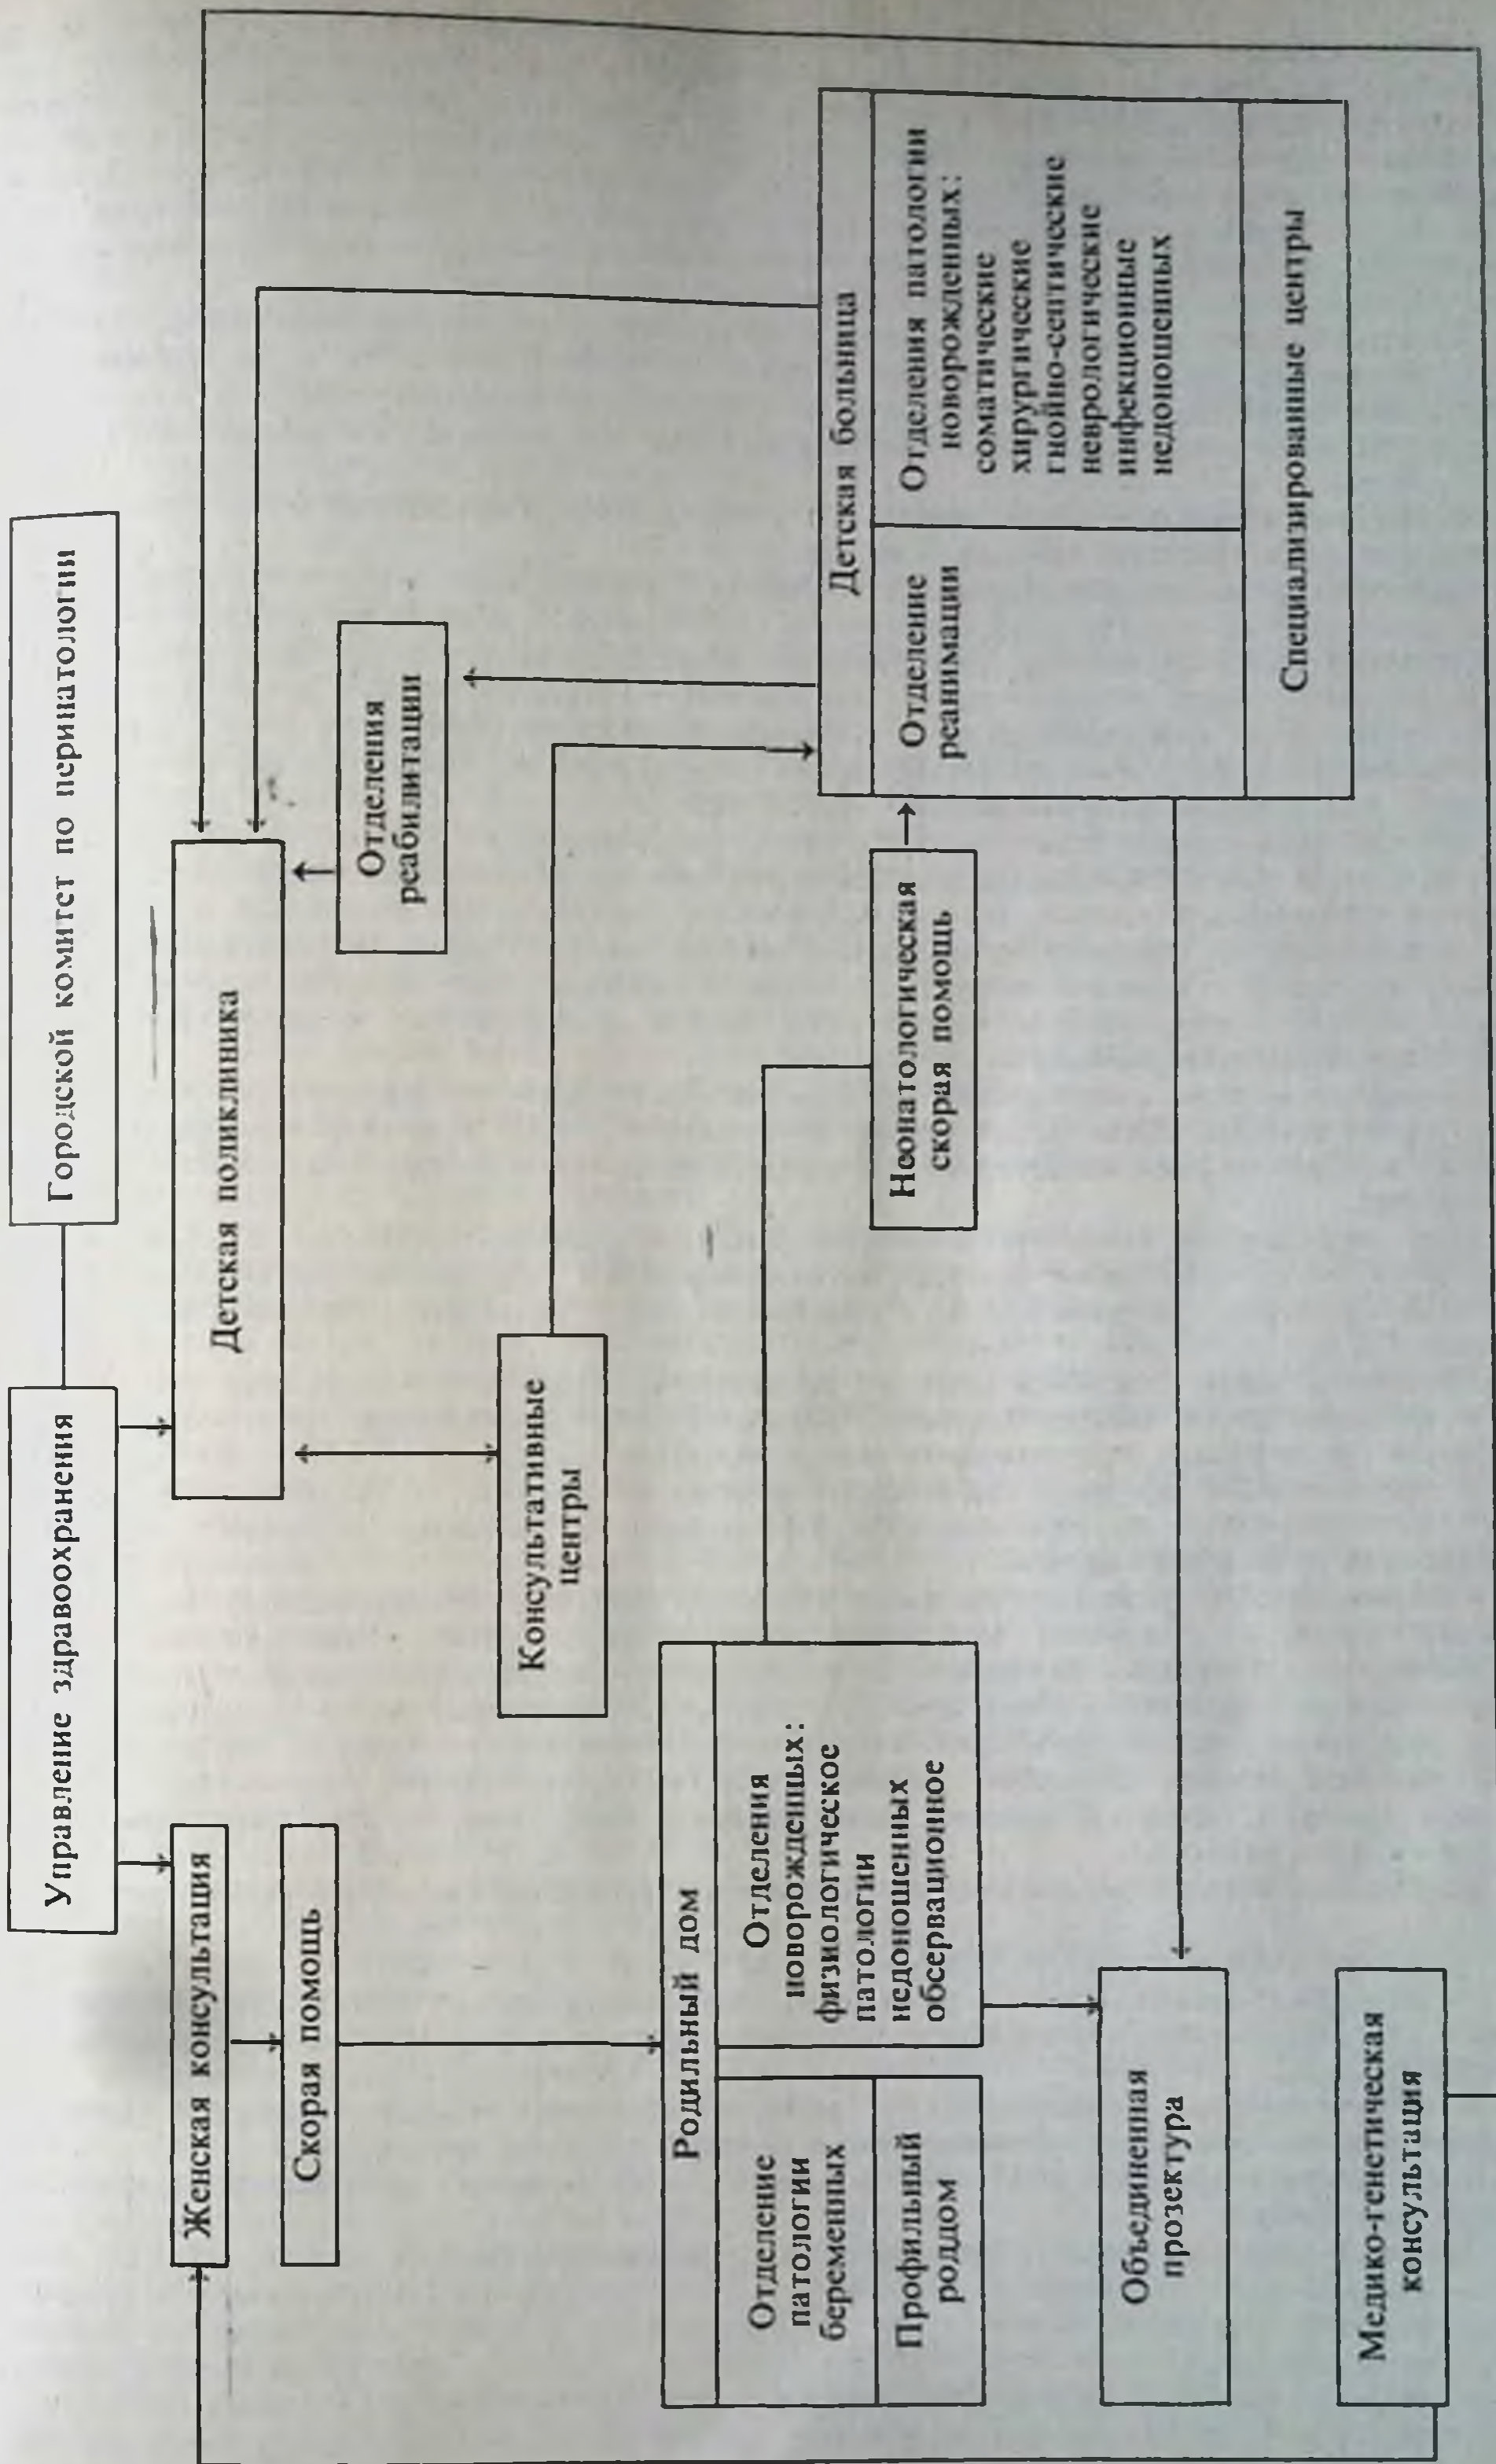 Управление здравоохранения
Городской комитет по перинатологии
Женская консультация
Детская поликлиника
Скорая помощь
Отделения
реабилитации
Консультативные
центры
Родильный дом
Отделение
патологии
беременных
Профильный
роддом
Отделения
новорожденных:
физиологическое
патологии
недоношенных
обсервационное
Неонатологическая
скорая помощь
Детская больница
Отделение
реанимации
Отделения патологии
новорожденных:
соматические
хирургические
гнойно-септические
неврологические
инфекционные
недоношенных
Специализированные центры
Объединенная
прозектура
Медико-генетическая
консультация